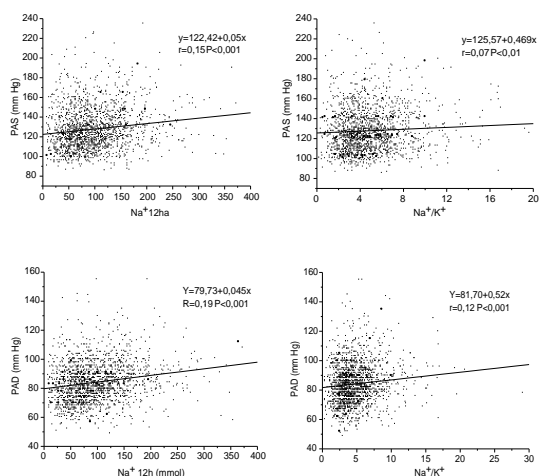 y=122,42+0,05x
r=0,15P<0,001
240
220
200
180
160
140
120
100
80
PAS (mm Hg)
0 50 100 150 200 250 300 350 400
Na+12ha
y=125,57+0,469x
r=0,07P<0,01
240
220
200
180
160
140
120
100
80
PAS (mm Hg)
0 4 8 12 16 20
Na+/K+
Y=79,73+0,045x
R=0,19 P<0,001
160
140
120
100
80
60
40
PAD (mm Hg)
0 50 100 150 200 250 300 350 400
Na+ 12h (mmol)
Y=81,70+0,52x
r=0,12 P<0,001
160
140
120
100
80
60
40
PAD (mm Hg)
0 5 10 15 20 25 30
Na+/K+